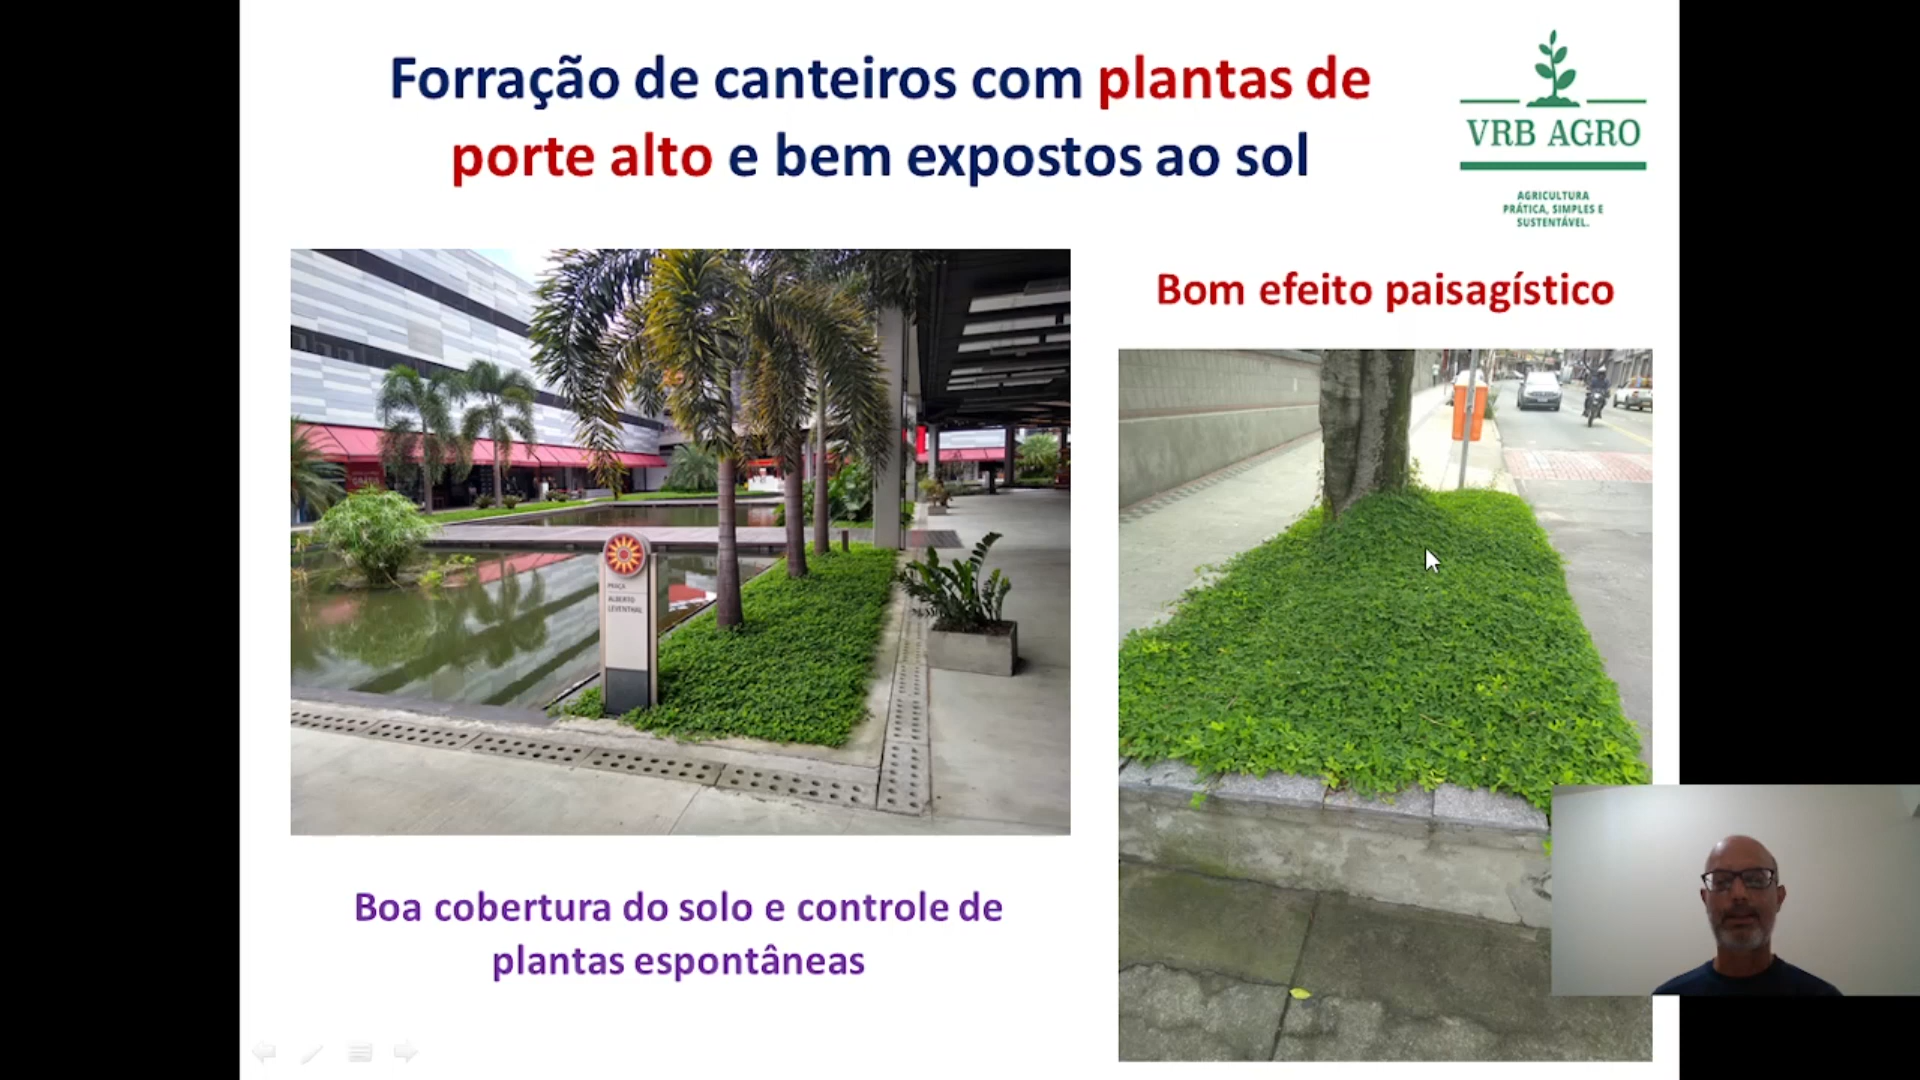 Forração de canteiros com plantas de
porte alto e bem expostos ao sol
VRB AGRO
AGRICULTURA
PRÁTICA, SIMPLES E
SUSTENTÁVEL.
Bom efeito paisagístico
PRAÇA
ALBERTO
LEVENTHAL
Boa cobertura do solo e controle de
plantas espontâneas